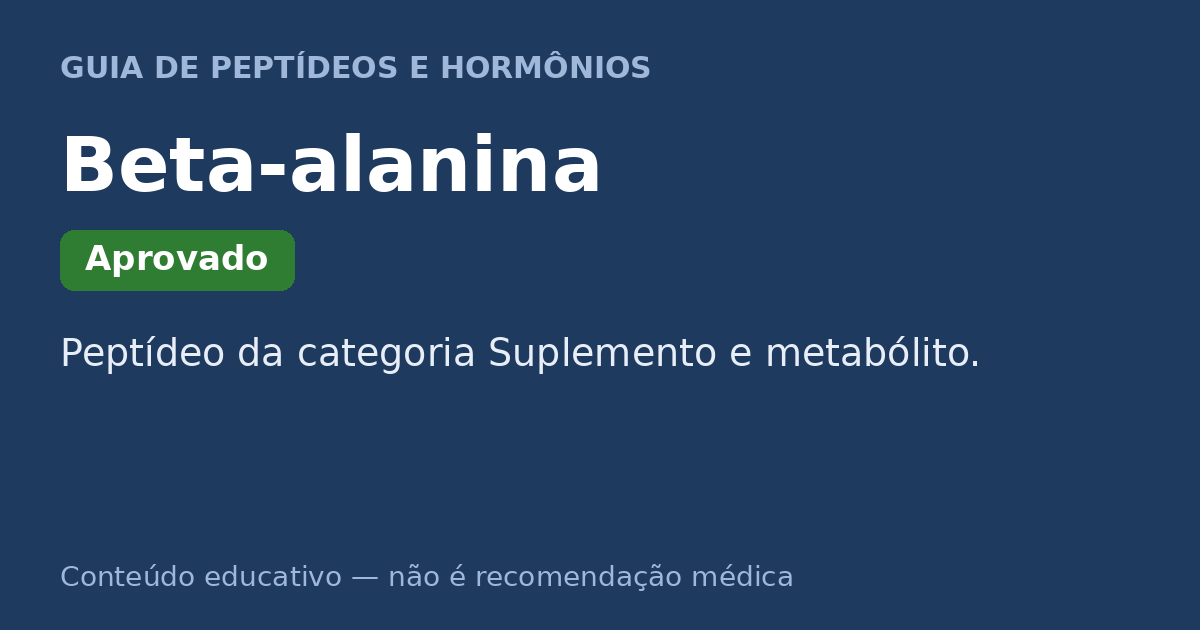 GUIA DE PEPTÍDEOS E HORMÔNIOS
Beta-alanina
Aprovado
Peptídeo da categoria Suplemento e metabólito.
Conteúdo educativo — não é recomendação médica